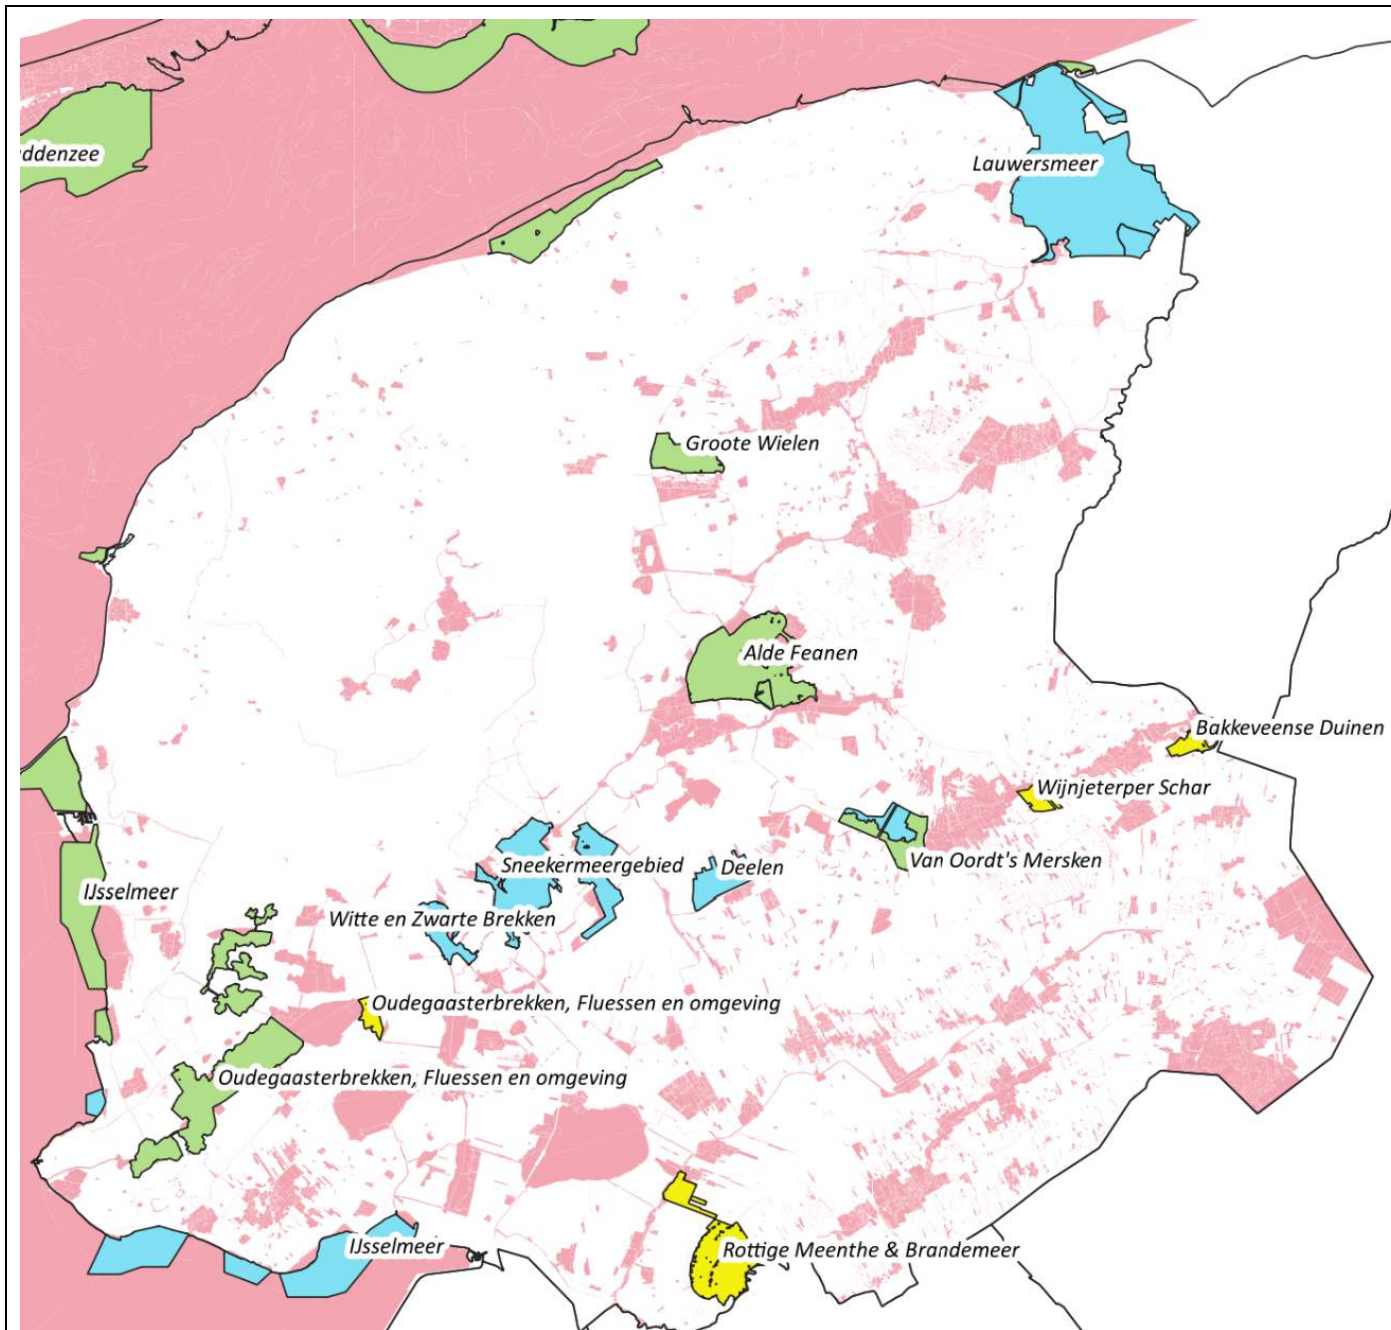 ddenzee
Lauwersmeer
Groote Wielen
Alde Feanen
Bakkeveense Duinen
Wijnjeterper Schar
Van Oordt's Mersken
Sneekermeergebied
Deelen
IJsselmeer
Witte en Zwarte Brekken
Oudegaasterbrekken, Fluessen en omgeving
Oudegaasterbrekken, Fluessen en omgeving
IJsselmeer
Rottige Meenthe & Brandemeer